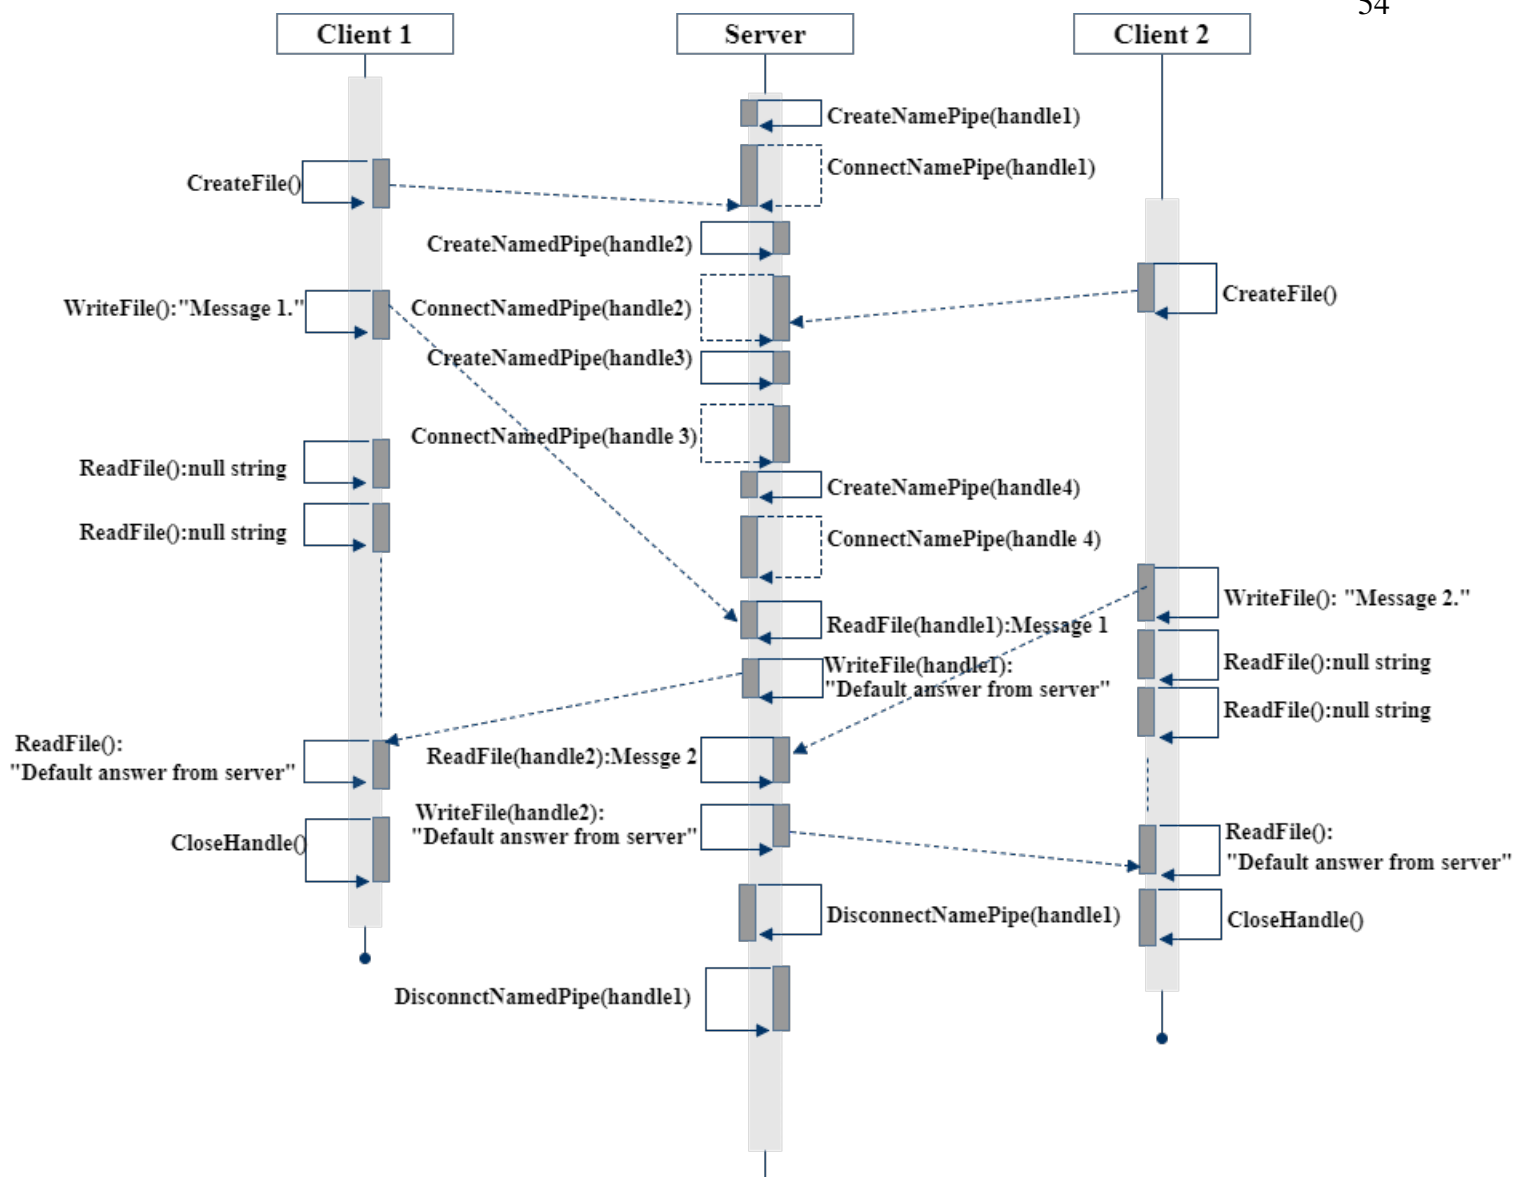 54
Client 1
Server
Client 2
CreateNamePipe(handle1)
ConnectNamePipe(handle1)
CreateFile()
CreateNamedPipe(handle2)
WriteFile():"Message 1."
ConnectNamedPipe(handle2)
CreateFile()
CreateNamedPipe(handle3)
ConnectNamedPipe(handle 3)
ReadFile():null string
CreateNamePipe(handle4)
ReadFile():null string
ConnectNamePipe(handle 4)
WriteFile(): "Message 2."
ReadFile(handle1):Message 1
WriteFile(handle1):
"Default answer from server"
ReadFile():null string
ReadFile():null string
ReadFile():
"Default answer from server"
ReadFile(handle2):Messge 2
WriteFile(handle2):
"Default answer from server"
ReadFile():
"Default answer from server"
CloseHandle()
DisconnectNamePipe(handle1)
CloseHandle()
DisconnctNamedPipe(handle1)